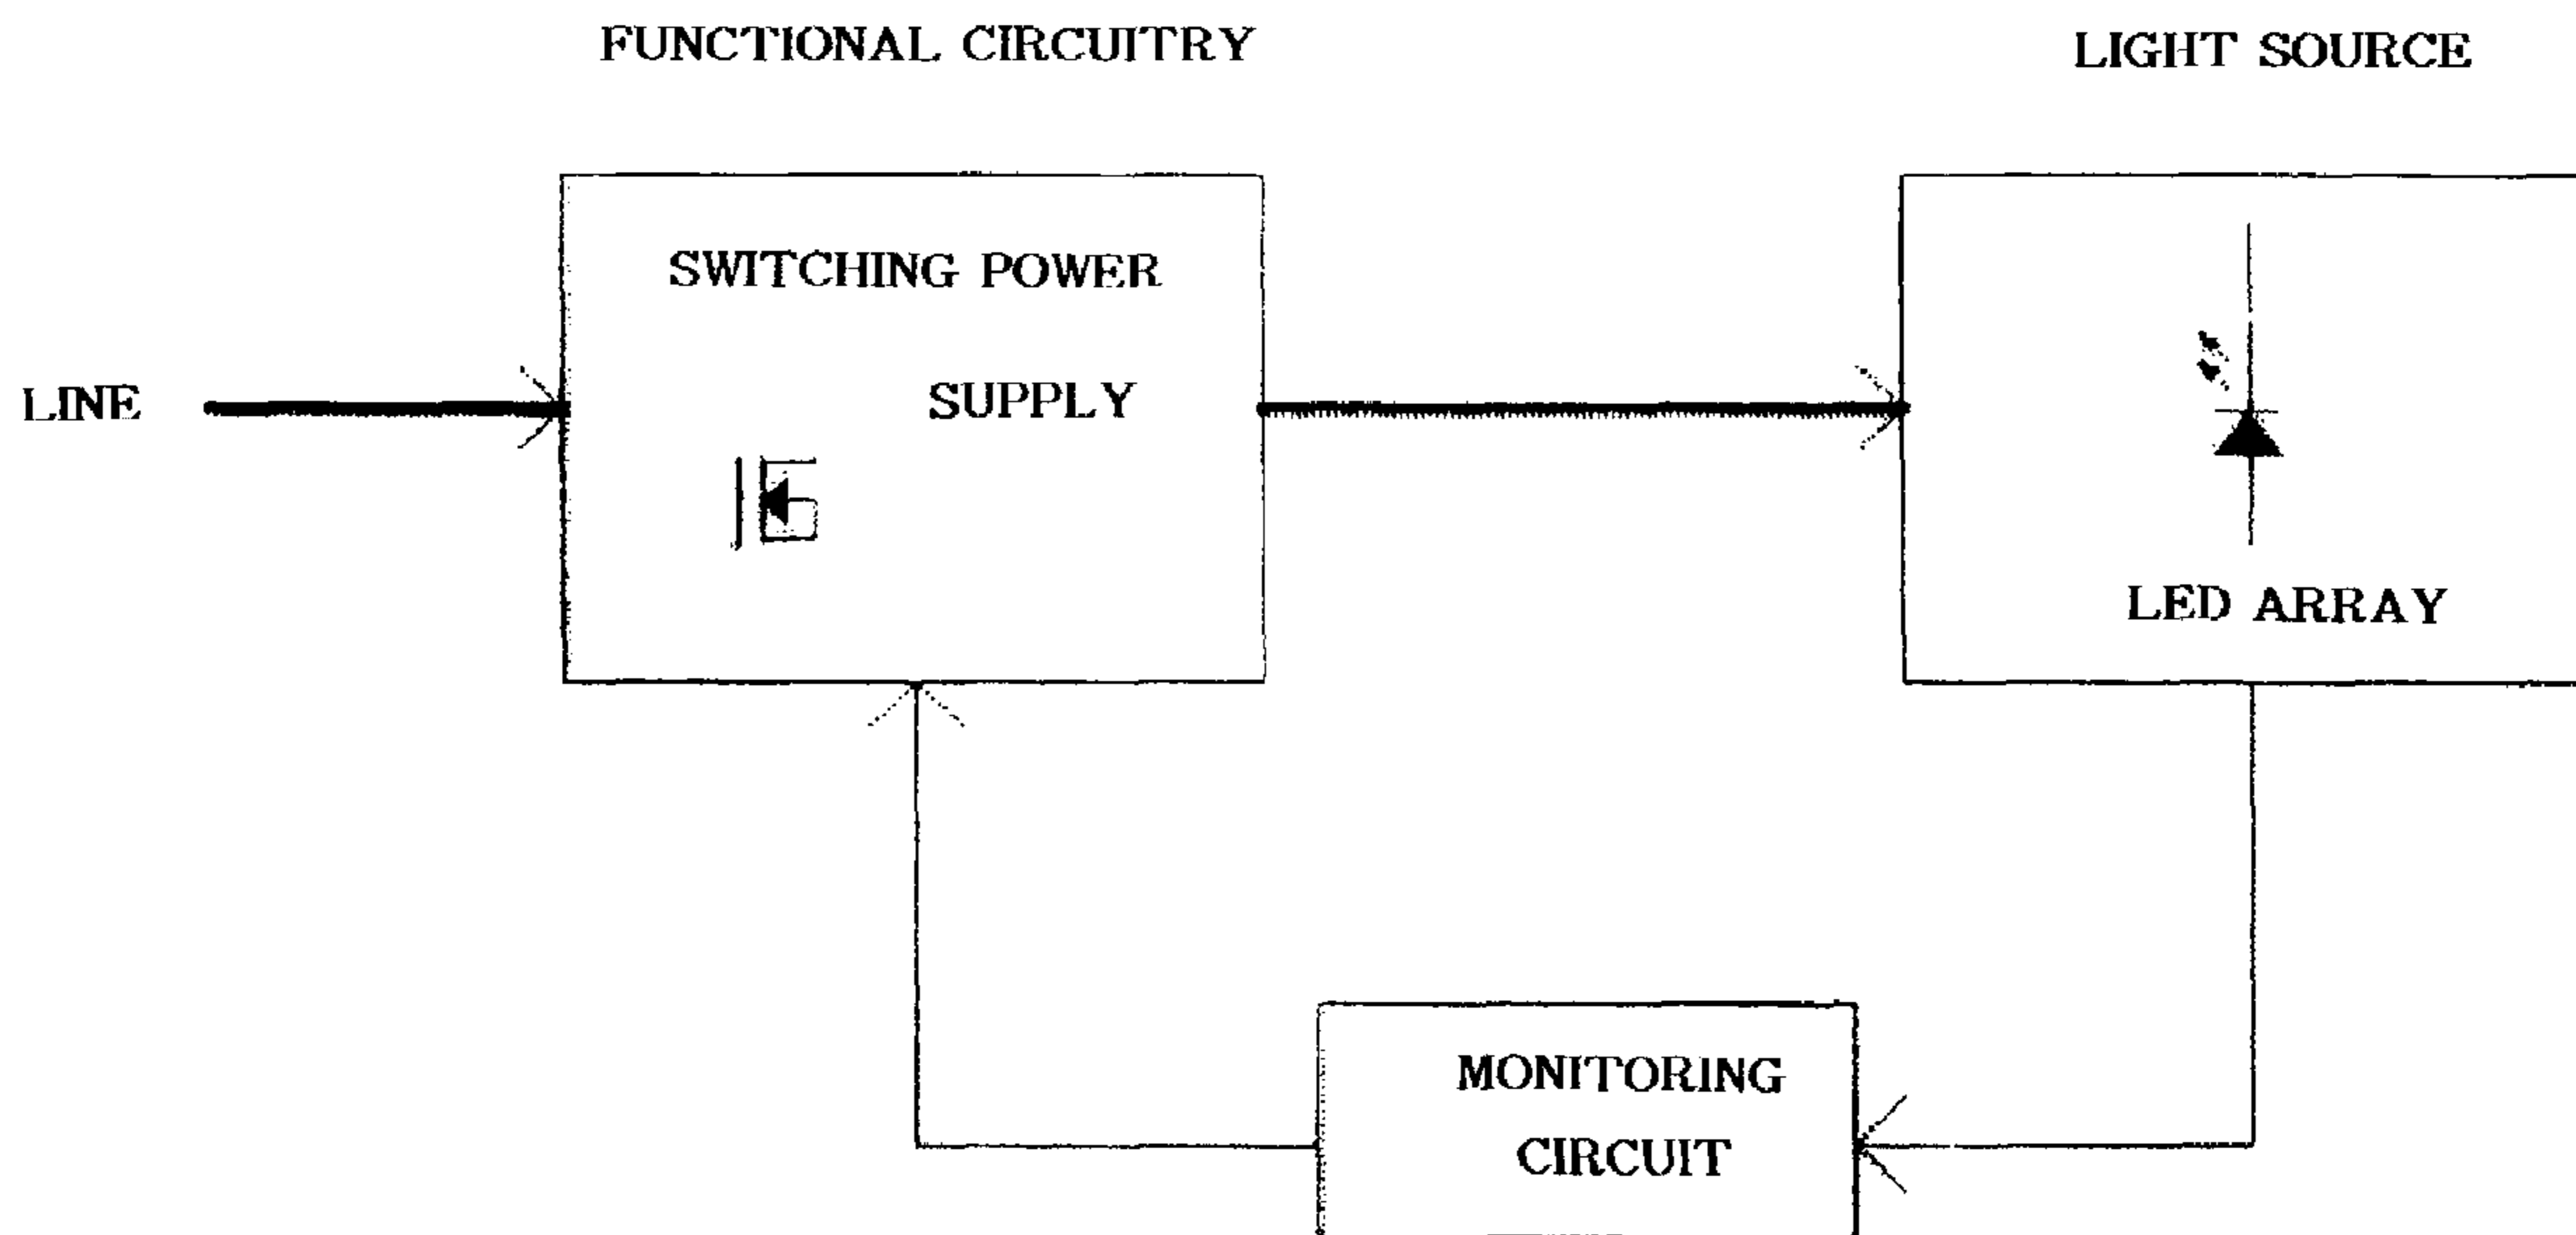 FUNCTIONAL CIRCUITRY
LIGHT SOURCE
SWITCHING POWER
SUPPLY
LINE
LED ARRAY
MONITORING
CIRCUIT